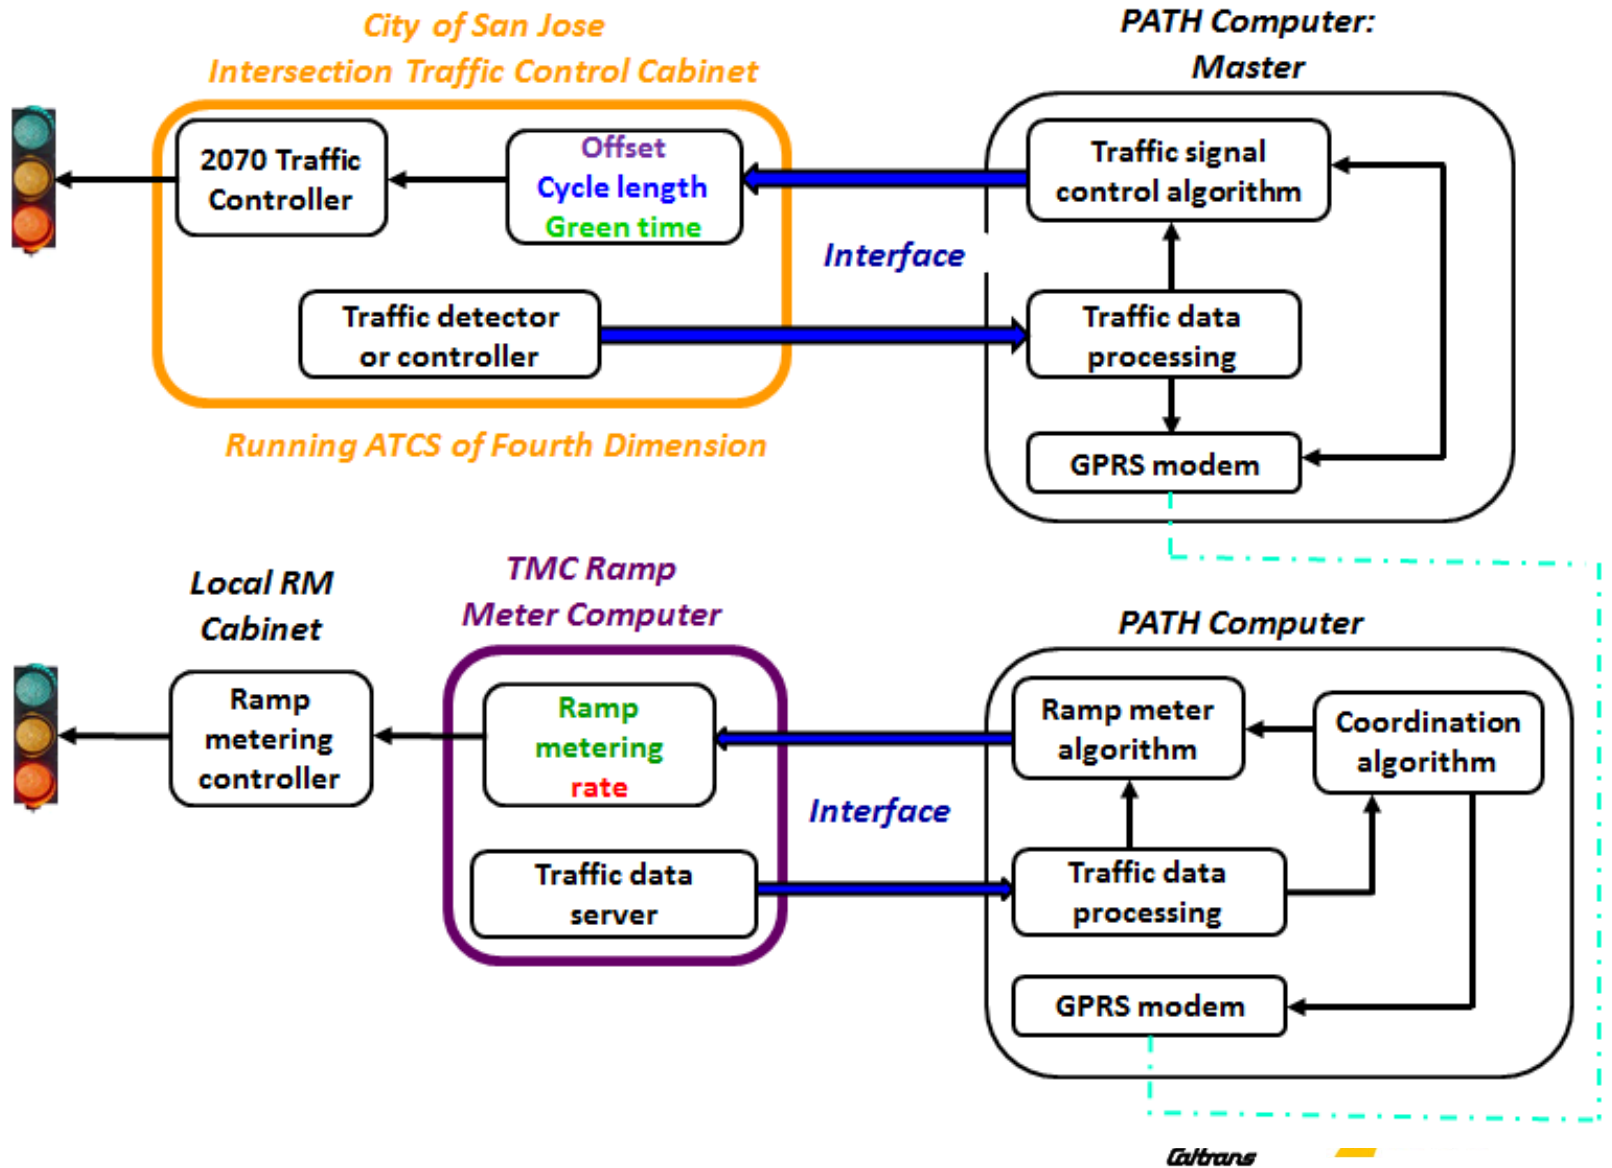 City of San Jose
Intersection Traffic Control Cabinet
PATH Computer:
Master
2070 Traffic
Controller
Offset
Cycle length
Green time
Traffic signal
control algorithm
Interface
Traffic detector
or controller
Traffic data
processing
Running ATCS of Fourth Dimension
GPRS modem
Local RM
Cabinet
TMC Ramp
Meter Computer
PATH Computer
Ramp
metering
controller
Ramp
metering
rate
Ramp meter
algorithm
Coordination
algorithm
Interface
Traffic data
server
Traffic data
processing
GPRS modem
Caltrans